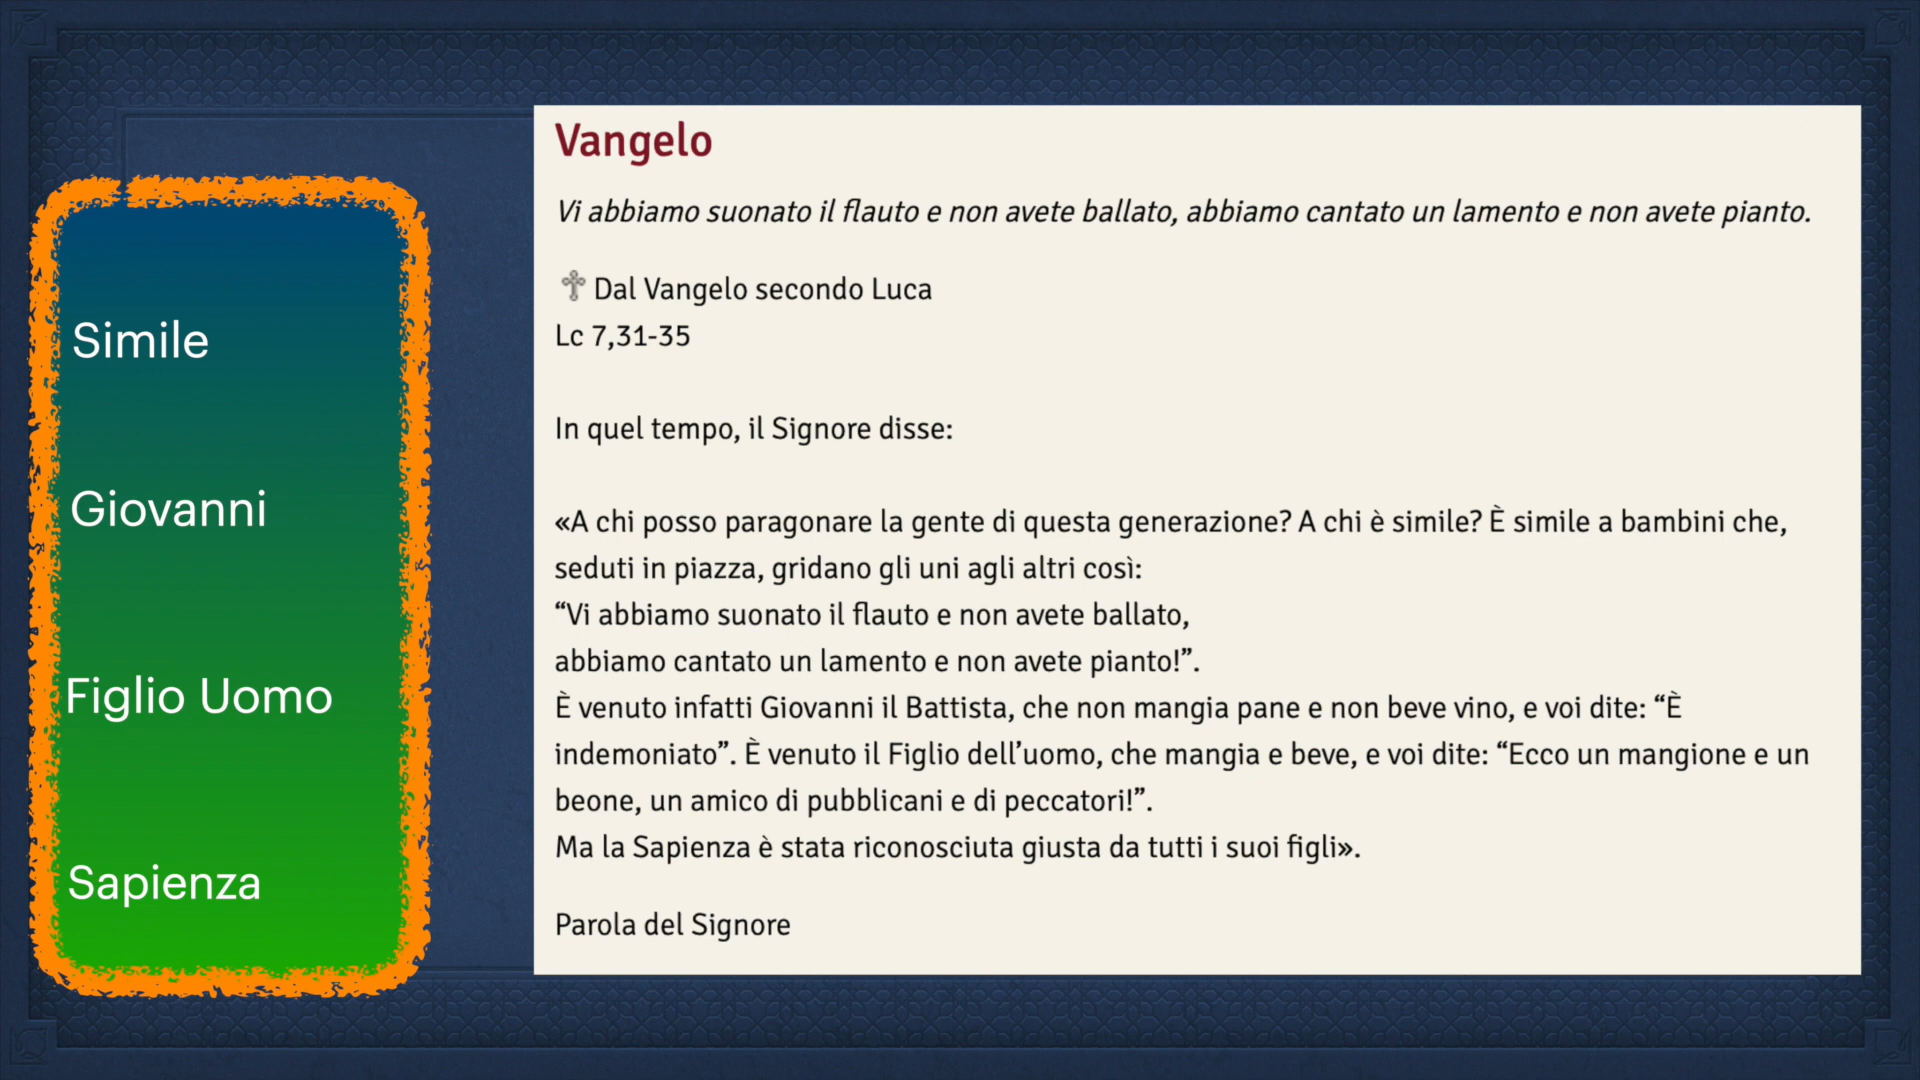 Simile
Giovanni
Figlio Uomo
Sapienza
Vangelo
Vi abbiamo suonato il flauto e non avete ballato, abbiamo cantato un lamento e non avete pianto.
Dal Vangelo secondo Luca
Lc 7,31-35
In quel tempo, il Signore disse:
«A chi posso paragonare la gente di questa generazione? A chi è simile? È simile a bambini che,
seduti in piazza, gridano gli uni agli altri così:
“Vi abbiamo suonato il flauto e non avete ballato,
abbiamo cantato un lamento e non avete pianto!”.
È venuto infatti Giovanni il Battista, che non mangia pane e non beve vino, e voi dite: “È
indemoniato”. È venuto il Figlio dell’uomo, che mangia e beve, e voi dite: “Ecco un mangione e un
beone, un amico di pubblicani e di peccatori!”.
Ma la Sapienza è stata riconosciuta giusta da tutti i suoi figli».
Parola del Signore